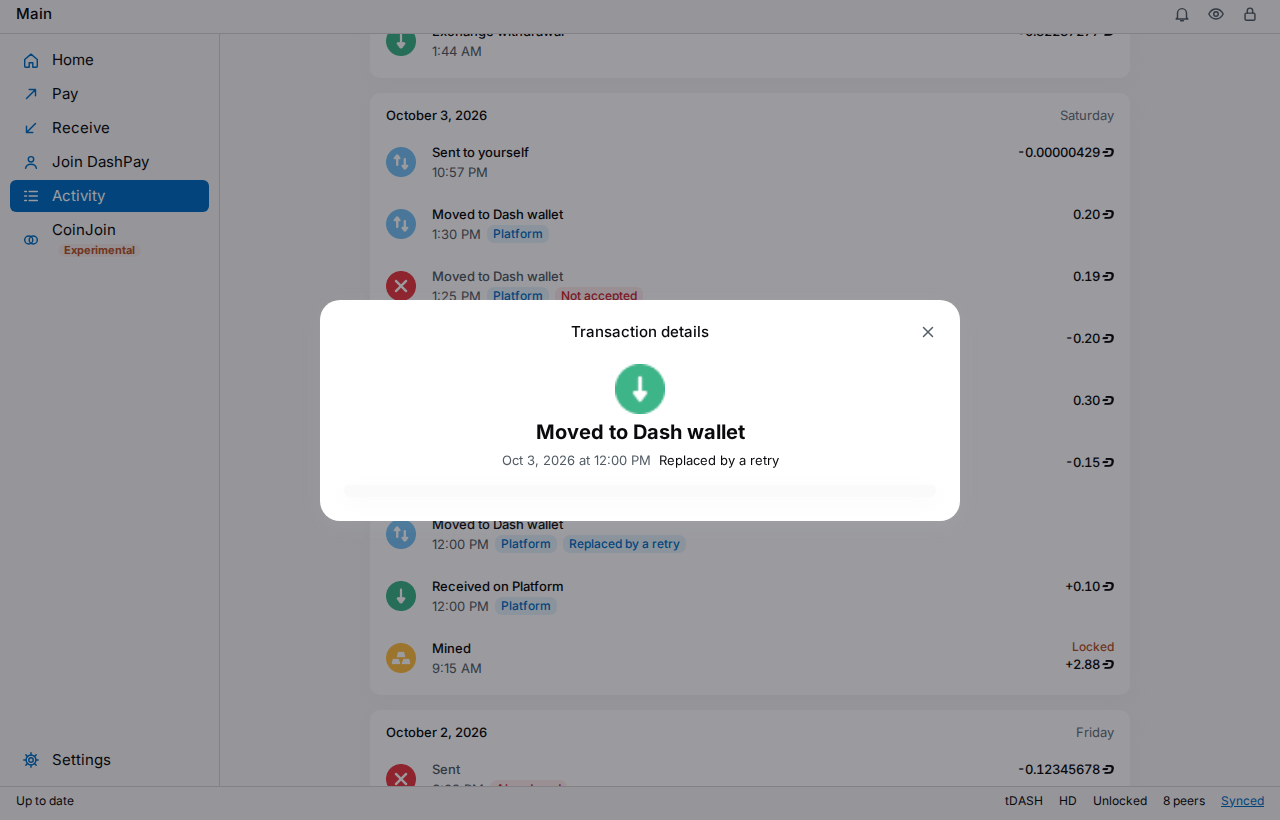 Main
Home
Pay
Receive
Join DashPay
Activity
CoinJoin
Experimental
Settings
Exchange withdrawal
1:44 AM
October 3, 2026
Saturday
Sent to yourself
-0.00000429
10:57 PM
Moved to Dash wallet
0.20
1:30 PM Platform
Moved to Dash wallet
0.19
1:25 PM Platform Not accepted
-0.20
0.30
-0.15
Transaction details
Moved to Dash wallet
Oct 3, 2026 at 12:00 PM Replaced by a retry
Moved to Dash wallet
12:00 PM Platform Replaced by a retry
Received on Platform
+0.10
12:00 PM Platform
Mined
Locked
9:15 AM
+2.88
October 2, 2026
Friday
Sent
-0.12345678
Up to date
tDASH HD Unlocked 8 peers Synced